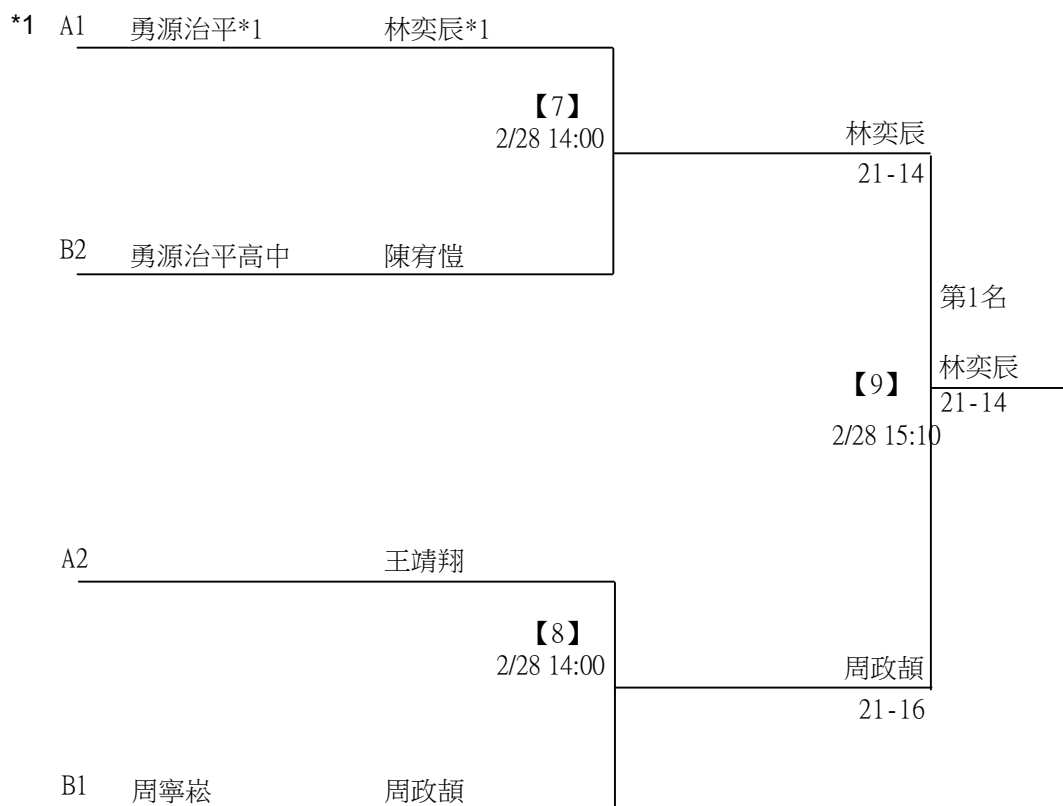 *1 A1 勇源治平*1 林奕辰*1
【7】
2/28 14:00
林奕辰
21-14
B2 勇源治平高中 陳宥愷
第1名
林奕辰
【9】
21-14
2/28 15:10
A2 王靖翔
【8】
2/28 14:00
周政頡
21-16
B1 周寧崧 周政頡